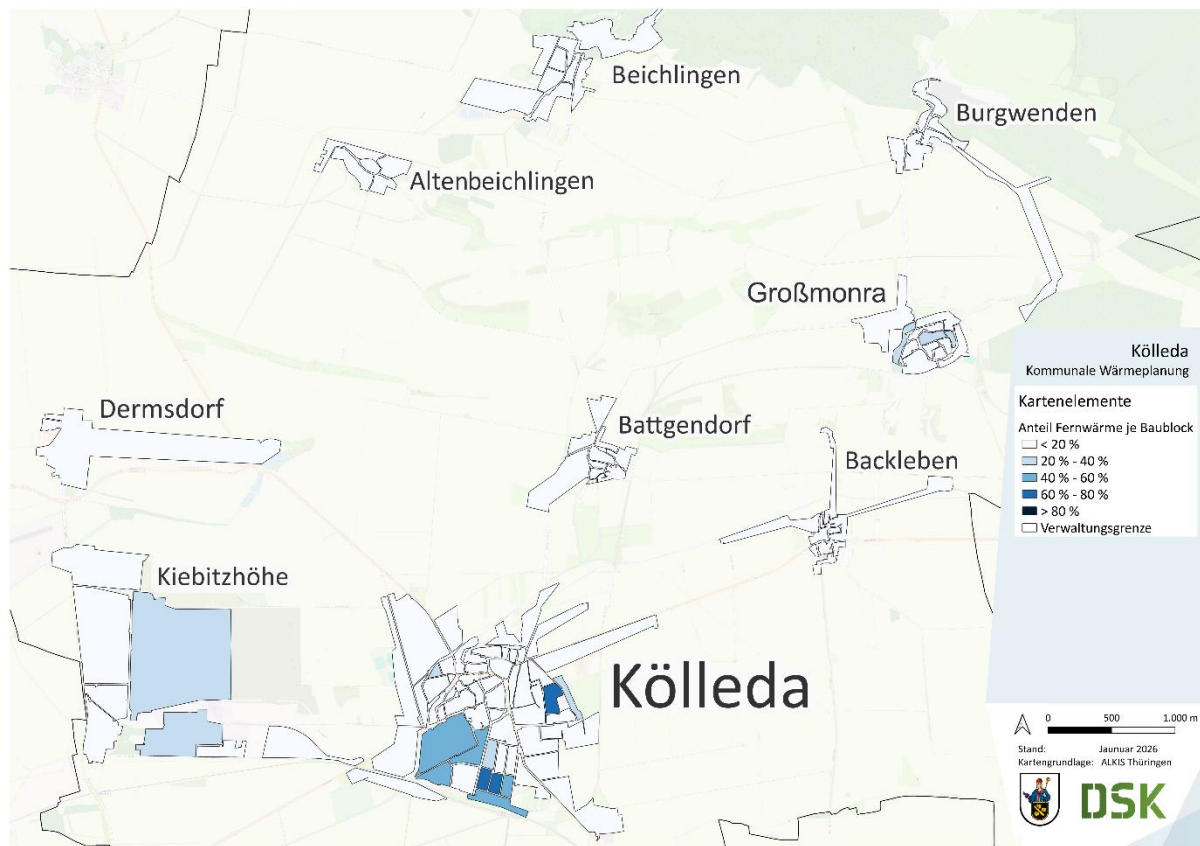 Beichlingen
Burgwenden
Altenbeichlingen
Großmonra
Kölleda
Kommunale Wärmeplanung
Kartenelemente
Anteil Fernwärme je Baublock
< 20 %
20 % - 40 %
40 % - 60 %
60 % - 80 %
> 80 %
Verwaltungsgrenze
Dermsdorf
Battgendorf
Backleben
Kiebitzhöhe
Kölleda
0 500 1.000 m
Stand: Jaunuar 2026
Kartengrundlage: ALKIS Thüringen
DSK